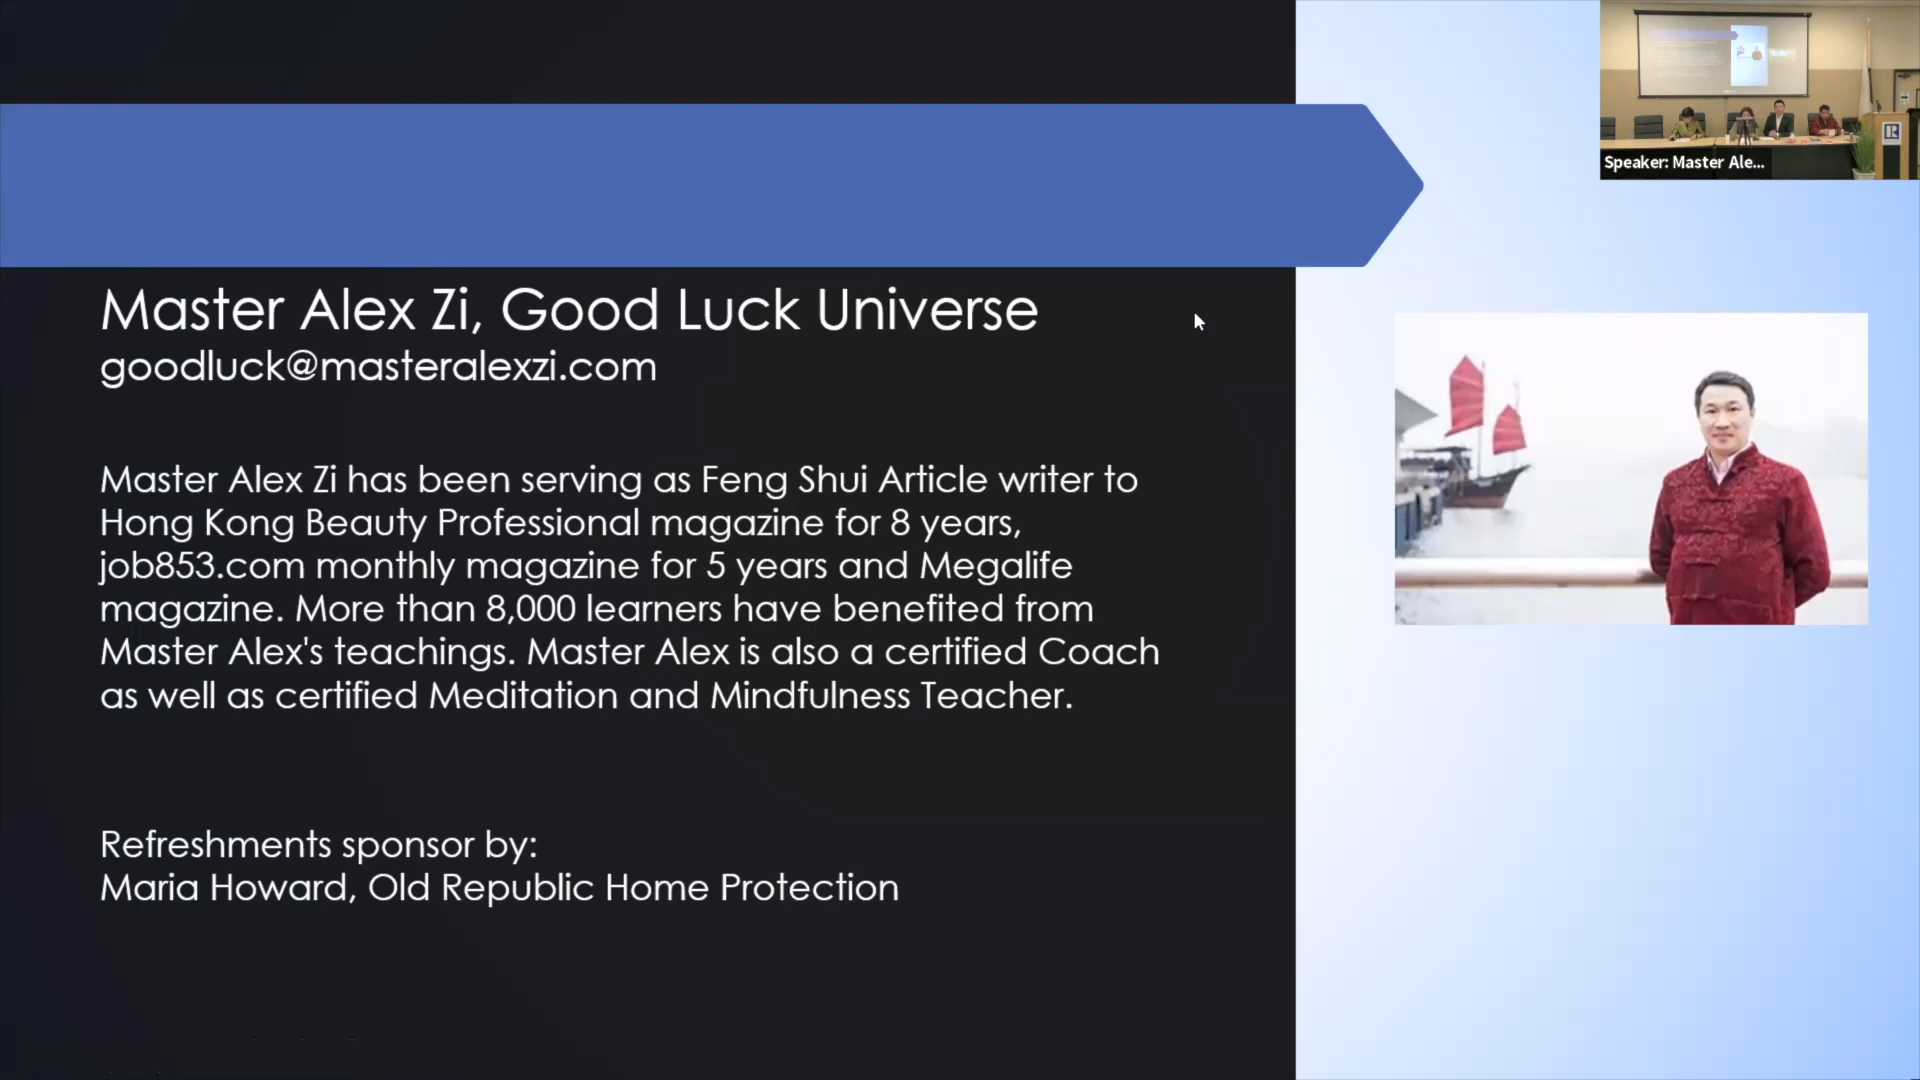 Speaker: Master Ale...
Master Alex Zi, Good Luck Universe
goodluck@masteralexzi.com
Master Alex Zi has been serving as Feng Shui Article writer to
Hong Kong Beauty Professional magazine for 8 years,
job853.com monthly magazine for 5 years and Megalife
magazine. More than 8,000 learners have benefited from
Master Alex's teachings. Master Alex is also a certified Coach
as well as certified Meditation and Mindfulness Teacher.
Refreshments sponsor by:
Maria Howard, Old Republic Home Protection